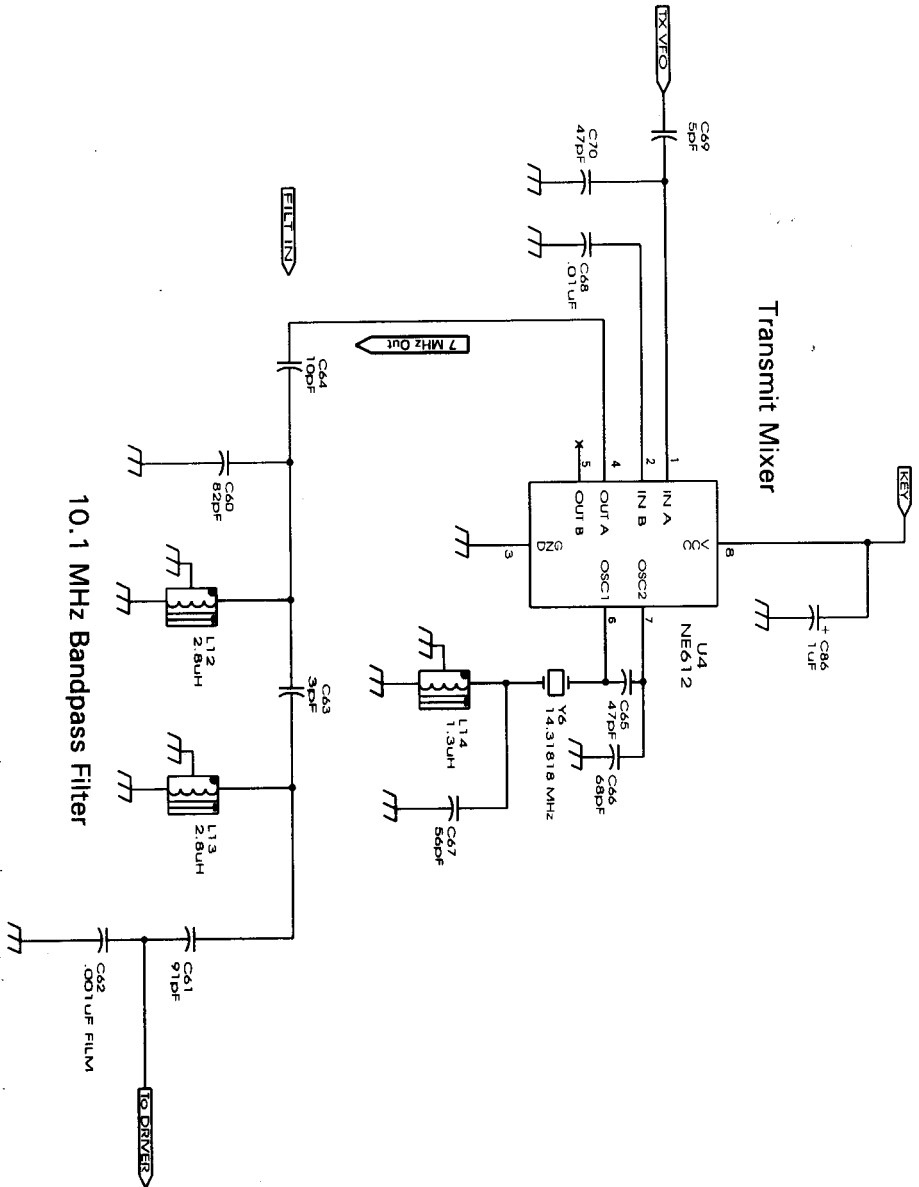 Transmit Mixer
KEY
+
C86
1uF
TX VFO
C69
5pF
C70
47pF
C68
.01uF
1
2
4
5
x
IN A
IN B
OUT A
OUT B
VCC
8
GND
3
OSC2
OSC1
7
6
U4
NE612
C65
47pF
C66
68pF
Y6
14.31818 MHz
L14
1.3uH
C67
56pF
7 MHz Out
FILT IN
C64
10pF
C60
82pF
L12
2.8uH
C63
3pF
L13
2.8uH
C61
91pF
C62
.001uF FILM
To DRIVER
10.1 MHz Bandpass Filter